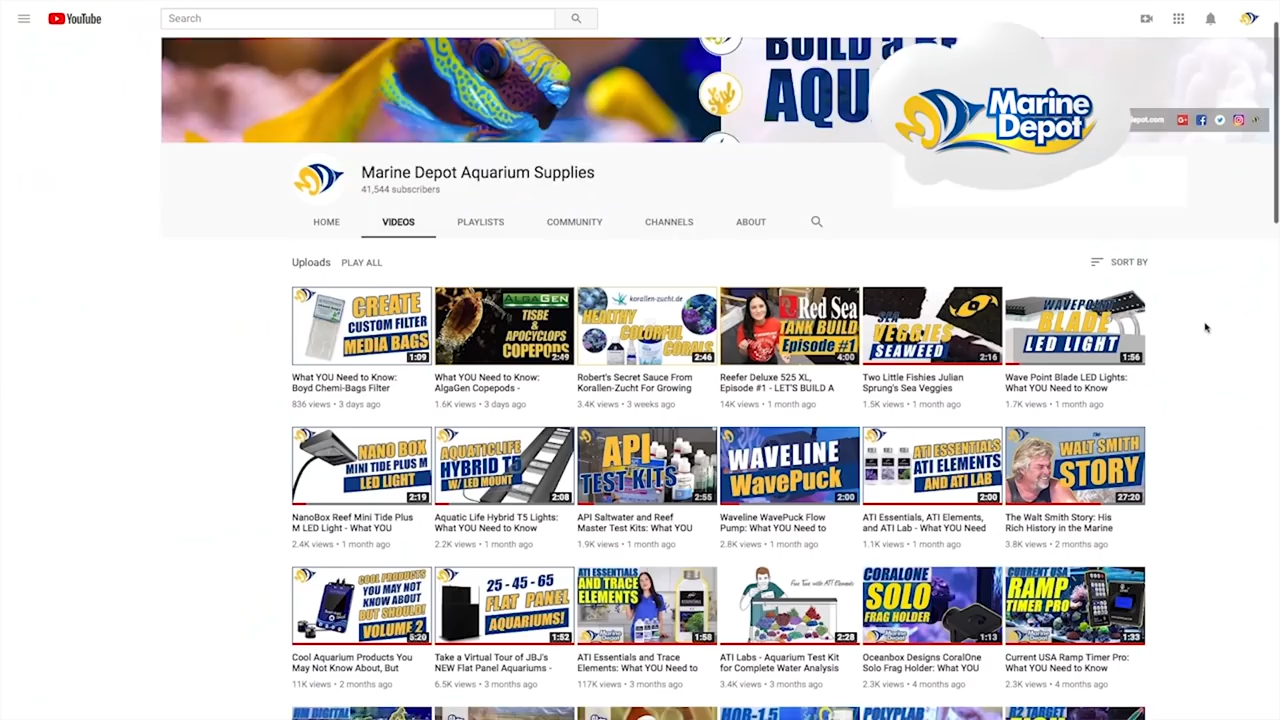 YouTube
Search
BUILD a
AQU
Marine
Depot
Marine Depot Aquarium Supplies
41,544 subscribers
HOME
VIDEOS
PLAYLISTS
COMMUNITY
CHANNELS
ABOUT
Uploads
PLAY ALL
SORT BY
CREATE
CUSTOM FILTER
MEDIA BAGS
1:09
ALGAGEN
TISBE
&
APOCYCLOPS
COPEPODS
2:49
korallen-zucht.de
HEALTHY
COLORFUL
CORALS
2:46
Red Sea
TANK BUILD
Episode #1
4:00
SEA
VEGGIES
SEAWEED
2:16
WAVEPOINT
BLADE
LED LIGHT
1:56
What YOU Need to Know:
Boyd Chemi-Bags Filter
836 views • 3 days ago
What YOU Need to Know:
AlgaGen Copepods -
1.6K views • 3 days ago
Robert's Secret Sauce From
Korallen-Zucht For Growing
3.4K views • 3 weeks ago
Reefer Deluxe 525 XL,
Episode #1 - LET'S BUILD A
14K views • 1 month ago
Two Little Fishies Julian
Sprung's Sea Veggies
1.5K views • 1 month ago
Wave Point Blade LED Lights:
What YOU Need to Know
1.7K views • 1 month ago
NANO BOX
MINI TIDE PLUS M
LED LIGHT
2:19
AQUATICLIFE
HYBRID T5
W/ LED MOUNT
2:08
API
TEST KITS
2:55
WAVELINE
WavePuck
2:00
ATI ESSENTIALS
ATI ELEMENTS
AND ATI LAB
2:00
WALT SMITH
STORY
27:20
NanoBox Reef Mini Tide Plus
M LED Light - What YOU
2.4K views • 1 month ago
Aquatic Life Hybrid T5 Lights:
What YOU Need to Know
2.2K views • 1 month ago
API Saltwater and Reef
Master Test Kits: What YOU
1.9K views • 1 month ago
Waveline WavePuck Flow
Pump: What YOU Need to
2.8K views • 1 month ago
ATI Essentials, ATI Elements,
and ATI Lab - What YOU Need
1.1K views • 1 month ago
The Walt Smith Story: His
Rich History in the Marine
3.8K views • 2 months ago
COOL PRODUCTS
YOU MAY NOT
KNOW ABOUT
BUT SHOULD!
VOLUME 2
5:20
25 - 45 - 65
FLAT PANEL
AQUARIUMS!
1:52
ATI ESSENTIALS
AND TRACE
ELEMENTS
Marine
Depot
1:58
Fun Time with ATI Elements
2:28
CORALONE
SOLO
FRAG HOLDER
Marine
Depot
1:13
CURRENT USA
RAMP
TIMER PRO
Marine
Depot
1:33
Cool Aquarium Products You
May Not Know About, But
11K views • 2 months ago
Take a Virtual Tour of JBJ's
NEW Flat Panel Aquariums -
6.5K views • 3 months ago
ATI Essentials and Trace
Elements: What YOU Need to
117K views • 3 months ago
ATI Labs - Aquarium Test Kit
for Complete Water Analysis
3.4K views • 3 months ago
Oceanbox Designs CoralOne
Solo Frag Holder: What YOU
2.3K views • 4 months ago
Current USA Ramp Timer Pro:
What YOU Need to Know
2.3K views • 4 months ago
HM DIGITAL
HOR-1.5
POLYPLAB
R2 TARGET